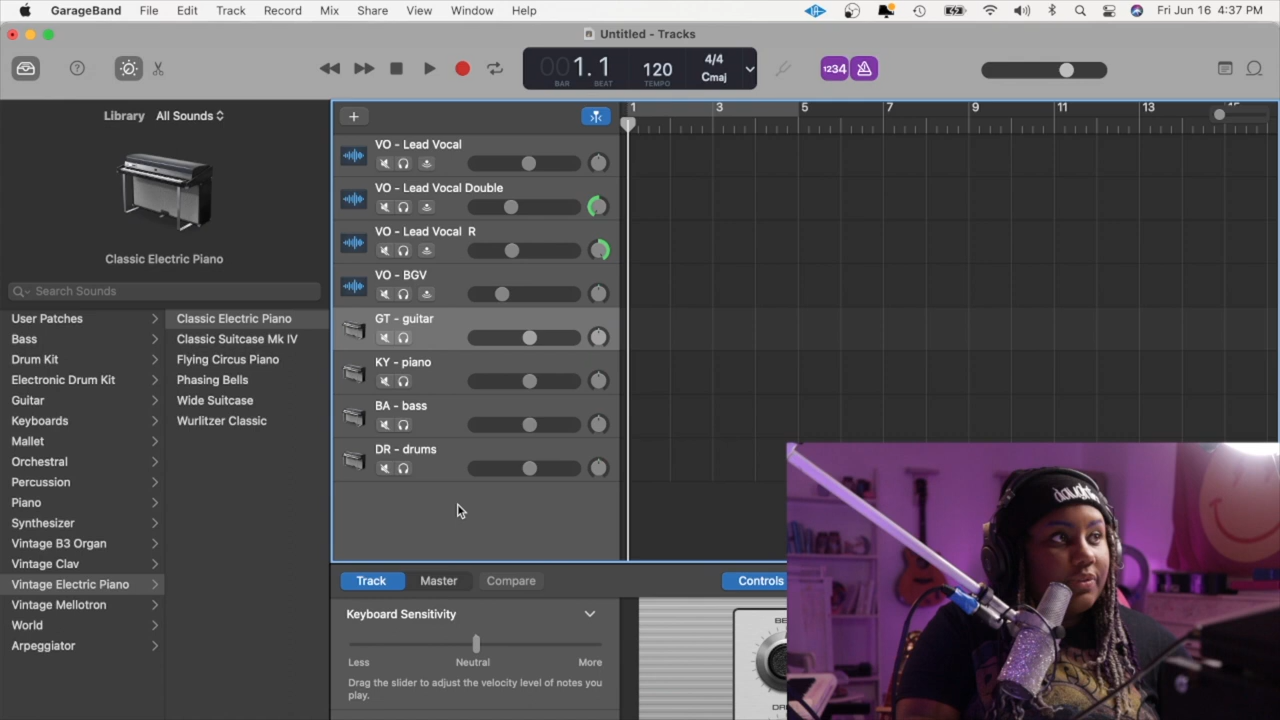 GarageBand File Edit Track Record Mix Share View Window Help Fri Jun 16 4:37 PM
Untitled - Tracks
001.1 120 4/4 Cmaj
BAR BEAT TEMPO
1234
Library All Sounds
Classic Electric Piano
Search Sounds
User Patches
Bass
Drum Kit
Electronic Drum Kit
Guitar
Keyboards
Mallet
Orchestral
Percussion
Piano
Synthesizer
Vintage B3 Organ
Vintage Clav
Vintage Electric Piano
Vintage Mellotron
World
Arpeggiator
Classic Electric Piano
Classic Suitcase Mk IV
Flying Circus Piano
Phasing Bells
Wide Suitcase
Wurlitzer Classic
1 3 5 7 9 11 13 15
VO - Lead Vocal
VO - Lead Vocal Double
VO - Lead Vocal R
VO - BGV
GT - guitar
KY - piano
BA - bass
DR - drums
Track Master Compare Controls
Keyboard Sensitivity
Less Neutral More
Drag the slider to adjust the velocity level of notes you
play.